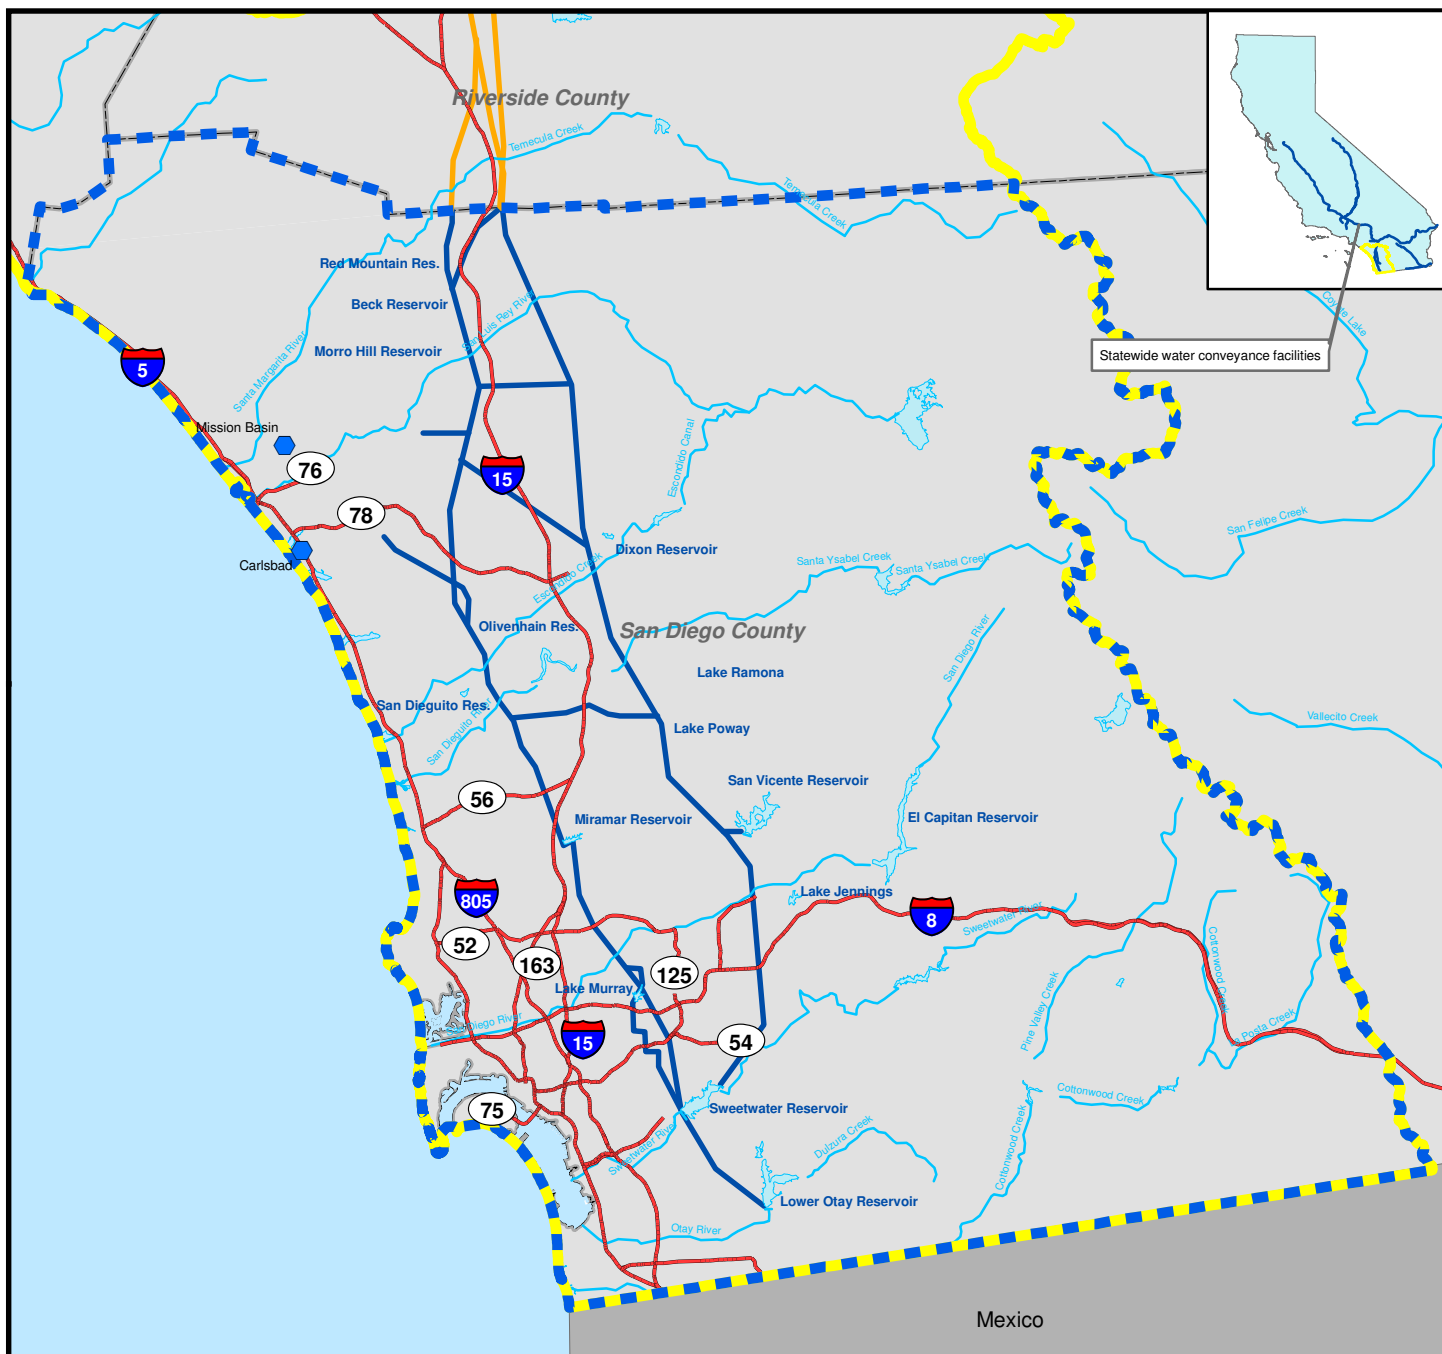 Riverside County
Temecula Creek
Temecula Creek
Red Mountain Res.
Beck Reservoir
San Luis Rey River
Coyote Lake
Morro Hill Reservoir
Statewide water conveyance facilities
5
Santa Margarita River
Mission Basin
76
15
Escondido Canal
78
San Felipe Creek
Dixon Reservoir
Santa Ysabel Creek
Santa Ysabel Creek
Carlsbad
Escondido Creek
Olivenhain Res.
San Diego County
San Diego River
Lake Ramona
San Dieguito Res.
San Dieguito River
Vallecito Creek
Lake Poway
San Vicente Reservoir
56
Miramar Reservoir
El Capitan Reservoir
805
Lake Jennings
8
Sweetwater River
52
163
125
Cottonwood Creek
Lake Murray
Pine Valley Creek
San Diego River
15
54
La Posta Creek
75
Sweetwater Reservoir
Cottonwood Creek
Sweetwater River
Dulzura Creek
Cottonwood Creek
Lower Otay Reservoir
Otay River
Mexico